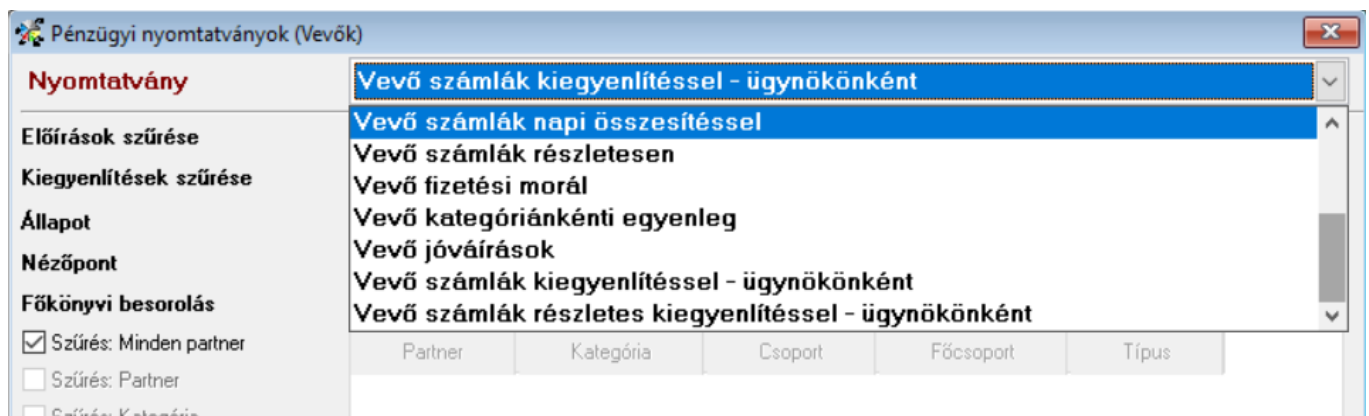 Pénzügyi nyomtatványok (Vevők)
Nyomtatvány
Vevő számlák kiegyenlítéssel - ügynökönként
Vevő számlák napi összesítéssel
Vevő számlák részletesen
Vevő fizetési morál
Vevő kategóriánkénti egyenleg
Vevő jóváírások
Vevő számlák kiegyenlítéssel - ügynökönként
Vevő számlák részletes kiegyenlítéssel - ügynökönként
Előírások szűrése
Kiegyenlítések szűrése
Állapot
Nézőpont
Főkönyvi besorolás
Szűrés: Minden partner
Partner Kategória Csoport Főcsoport Típus
Szűrés: Partner
Szűrés: Kategória